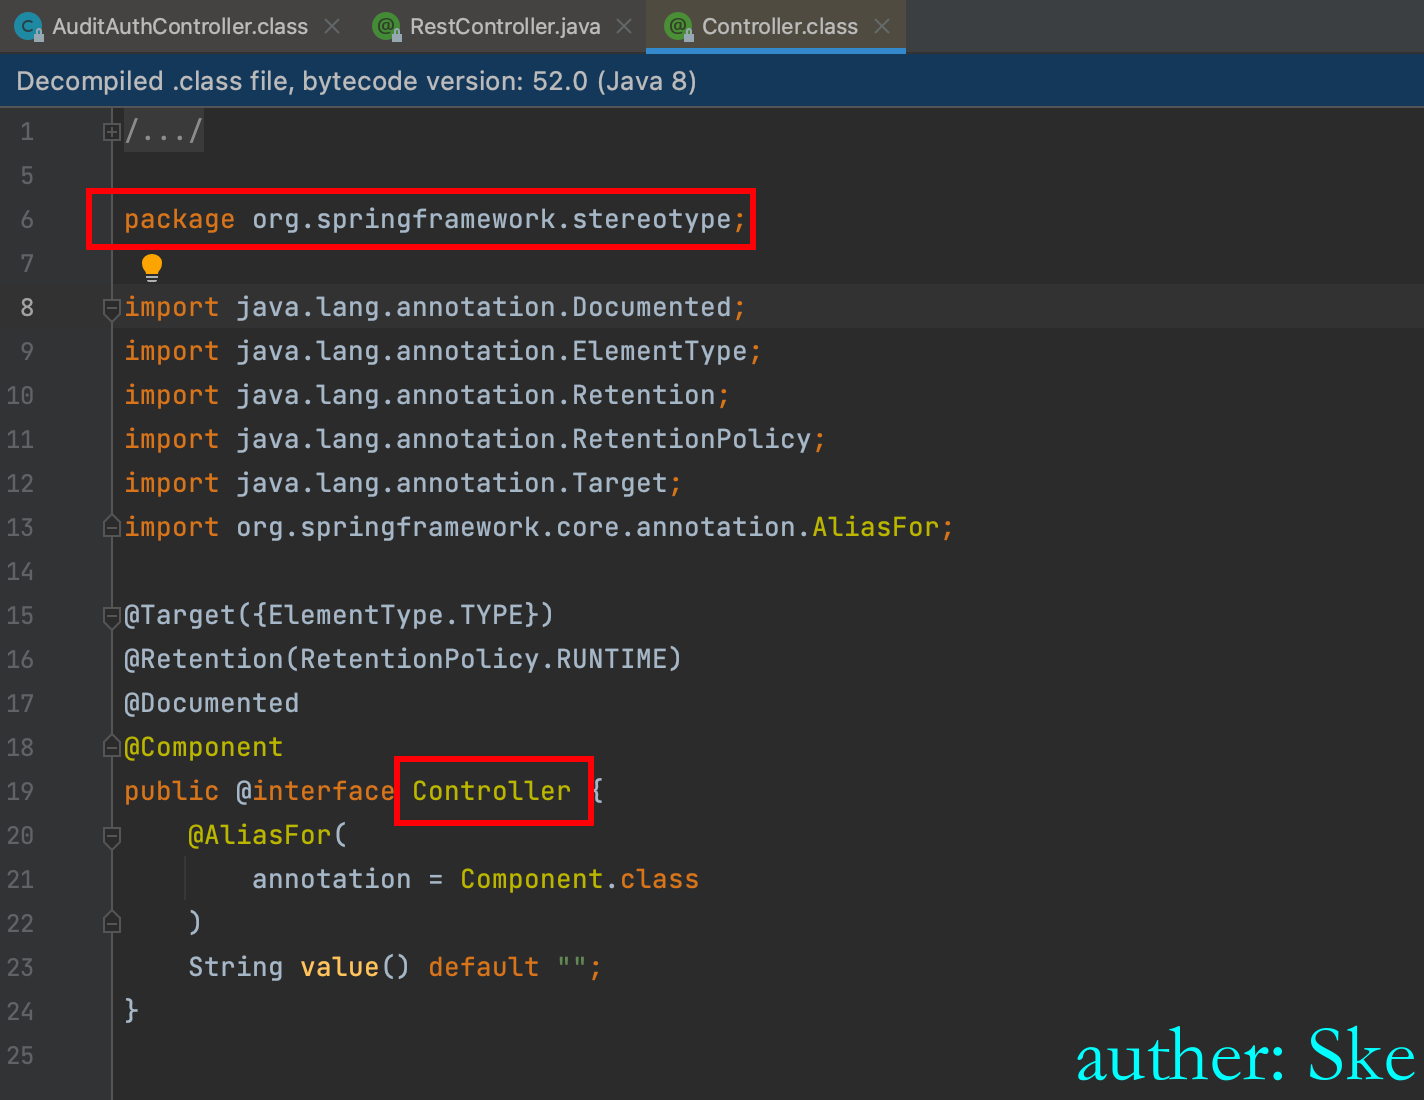 AuditAuthController.class RestController.java Controller.class
Decompiled .class file, bytecode version: 52.0 (Java 8)
1 /.../
5
6 package org.springframework.stereotype;
7
8 import java.lang.annotation.Documented;
9 import java.lang.annotation.ElementType;
10 import java.lang.annotation.Retention;
11 import java.lang.annotation.RetentionPolicy;
12 import java.lang.annotation.Target;
13 import org.springframework.core.annotation.AliasFor;
14
15 @Target({ElementType.TYPE})
16 @Retention(RetentionPolicy.RUNTIME)
17 @Documented
18 @Component
19 public @interface Controller {
20 @AliasFor(
21 annotation = Component.class
22 )
23 String value() default "";
24 }
25
auther: Ske